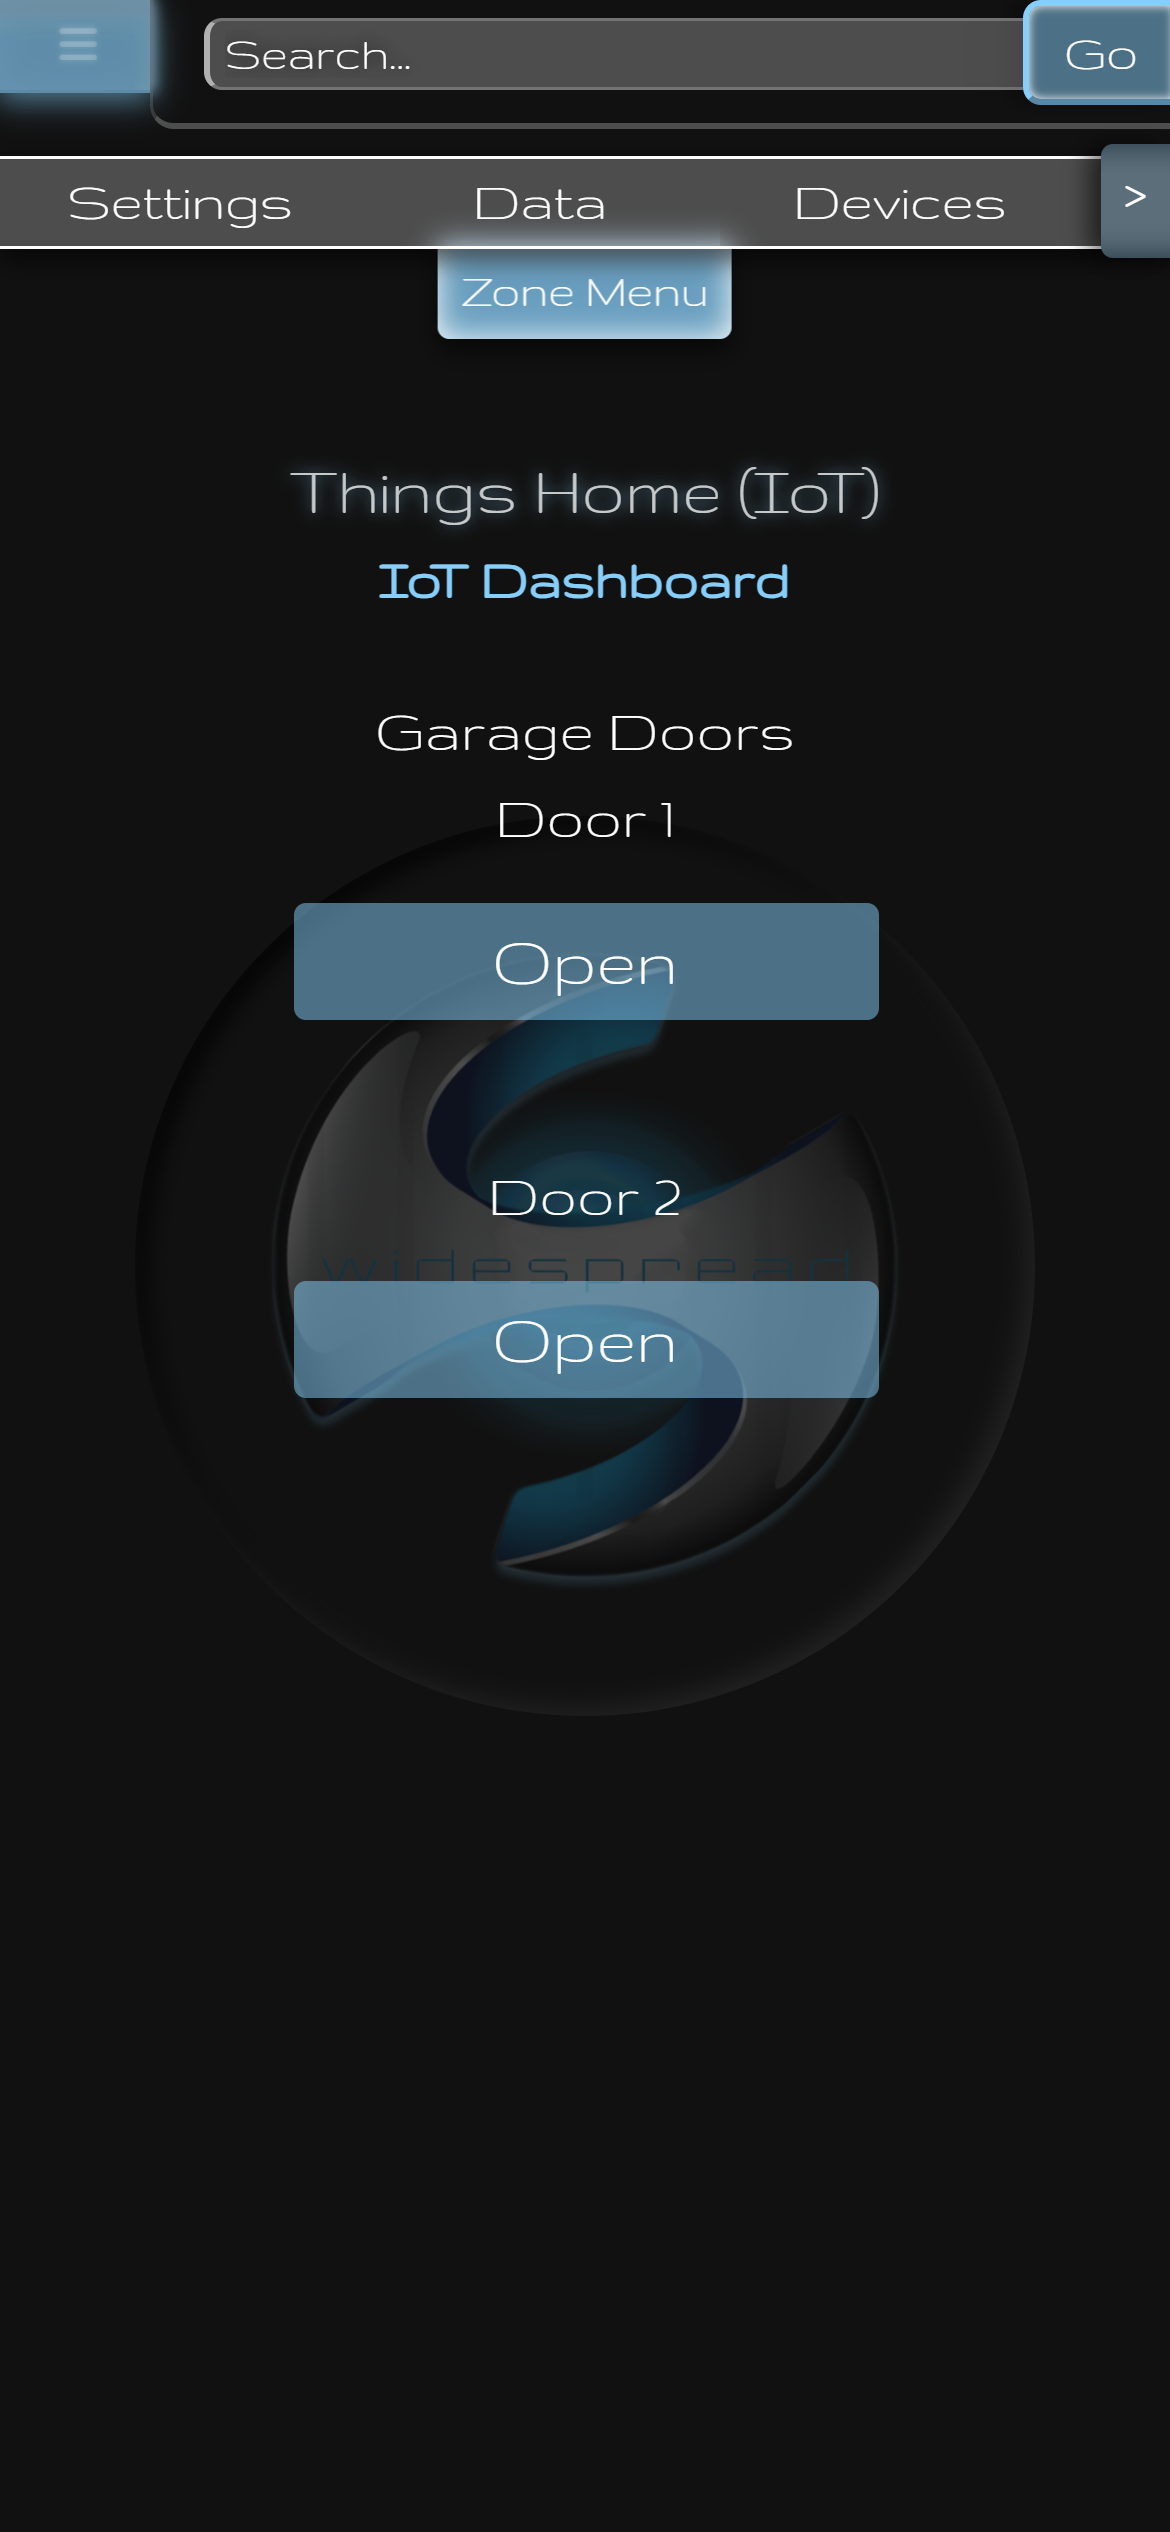 Search...
Go
Settings
Data
Devices
>
Zone Menu
Things Home (IoT)
IoT Dashboard
Garage Doors
Door 1
Open
Door 2
widespread
Open